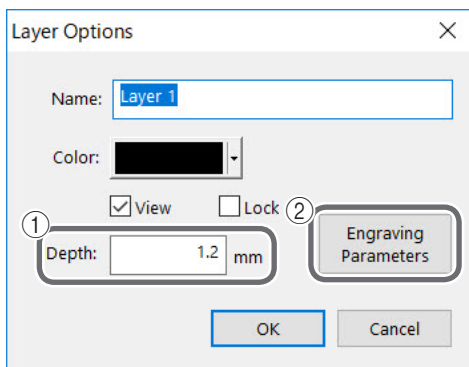 Layer Options
Name: Layer 1
Color:
View Lock
① Depth: 1.2 mm
② Engraving
Parameters
OK Cancel